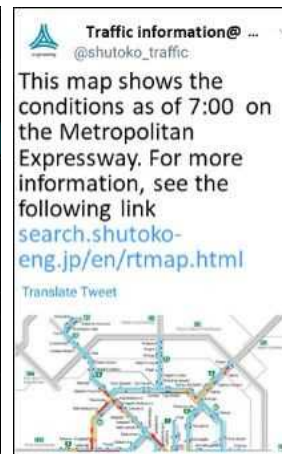 Traffic information@ ...
@shutoko_traffic
This map shows the
conditions as of 7:00 on
the Metropolitan
Expressway. For more
information, see the
following link
search.shutoko-
eng.jp/en/rtmap.html
Translate Tweet